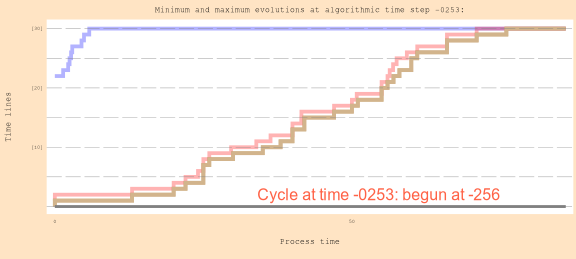 Minimum and maximum evolutions at algorithmic time step -0253:
[30]
[20]
[10]
Time lines
Cycle at time -0253: begun at -256
0
50
Process time